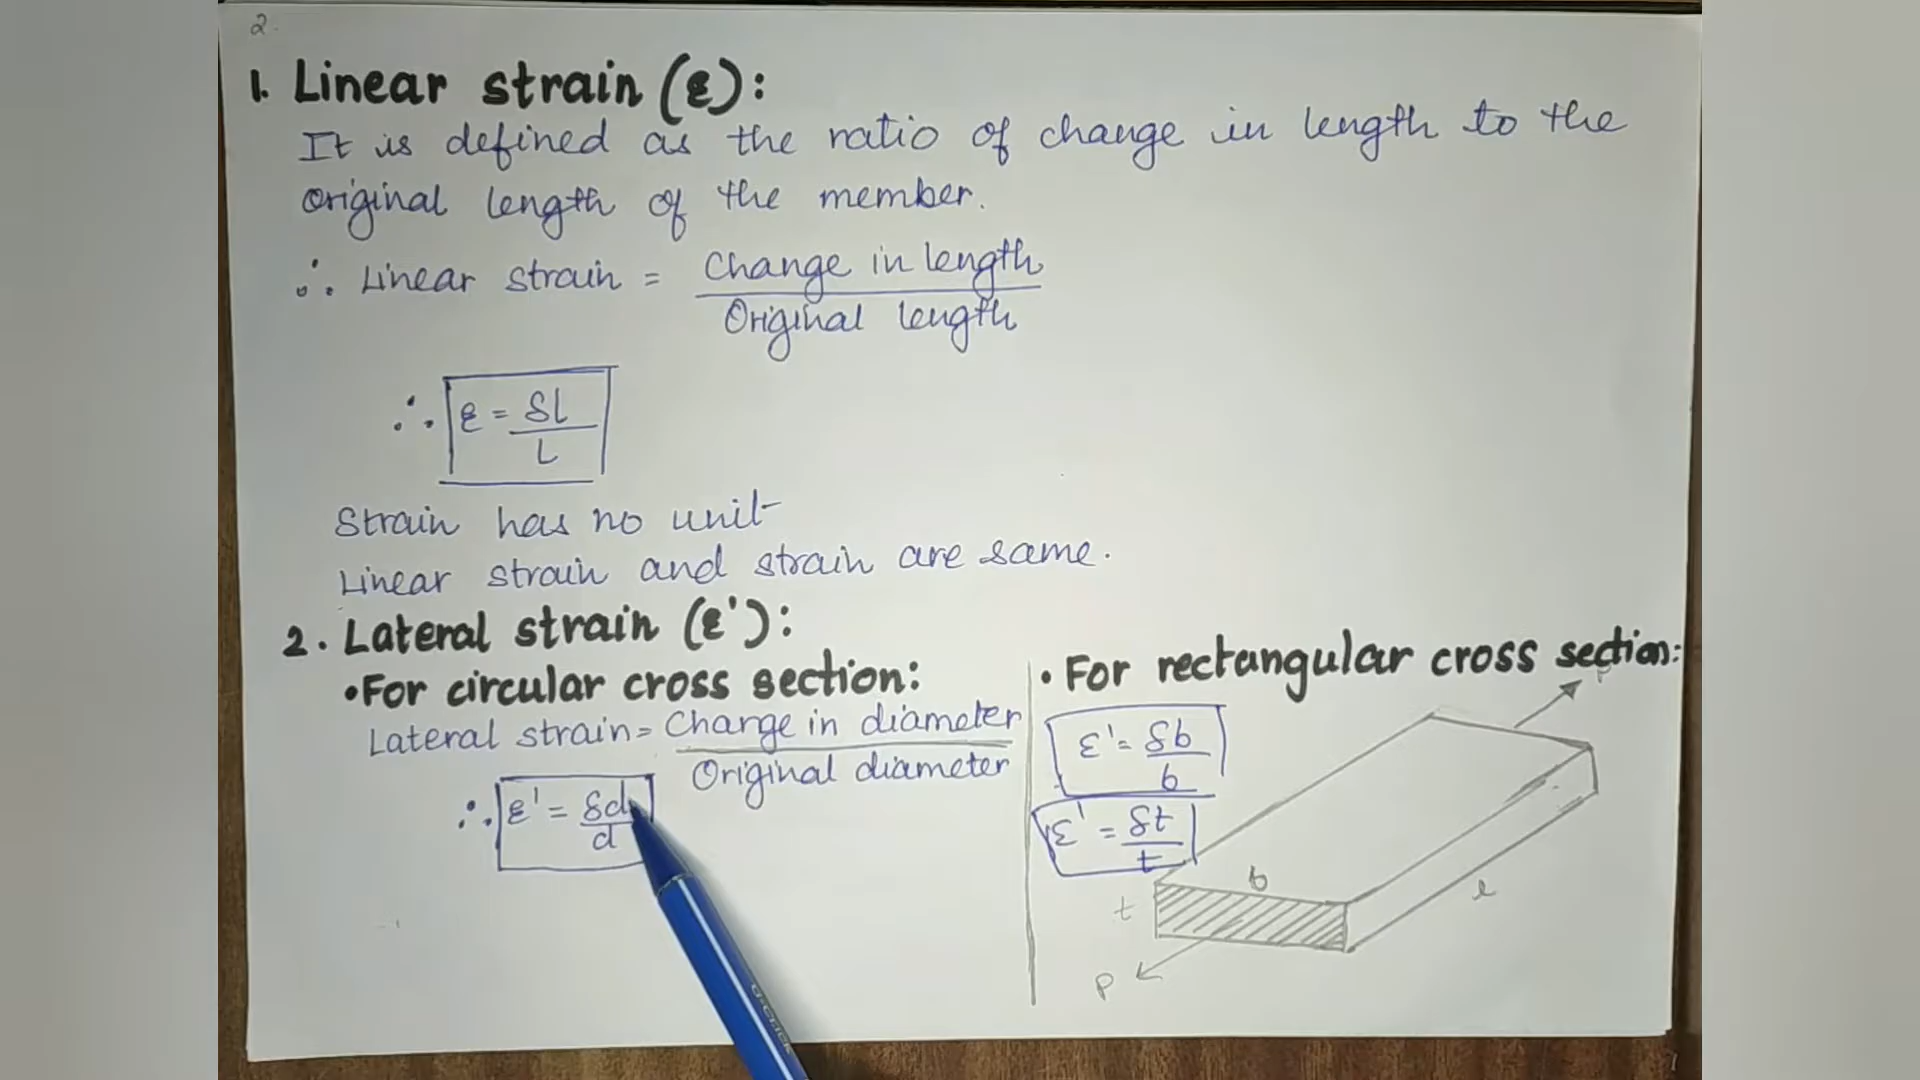 2.
1. Linear strain (ε):
It is defined as the ratio of change in length to the
original length of the member.
∴ Linear strain = Change in length
Original length
∴ ε = δL
L
Strain has no unit
Linear strain and strain are same.
2. Lateral strain (ε'):
• For circular cross section:
Lateral strain = Change in diameter
Original diameter
∴ ε' = δd
d
• For rectangular cross section:
ε' = δb
b
ε' = δt
t
P
b
t
l
P